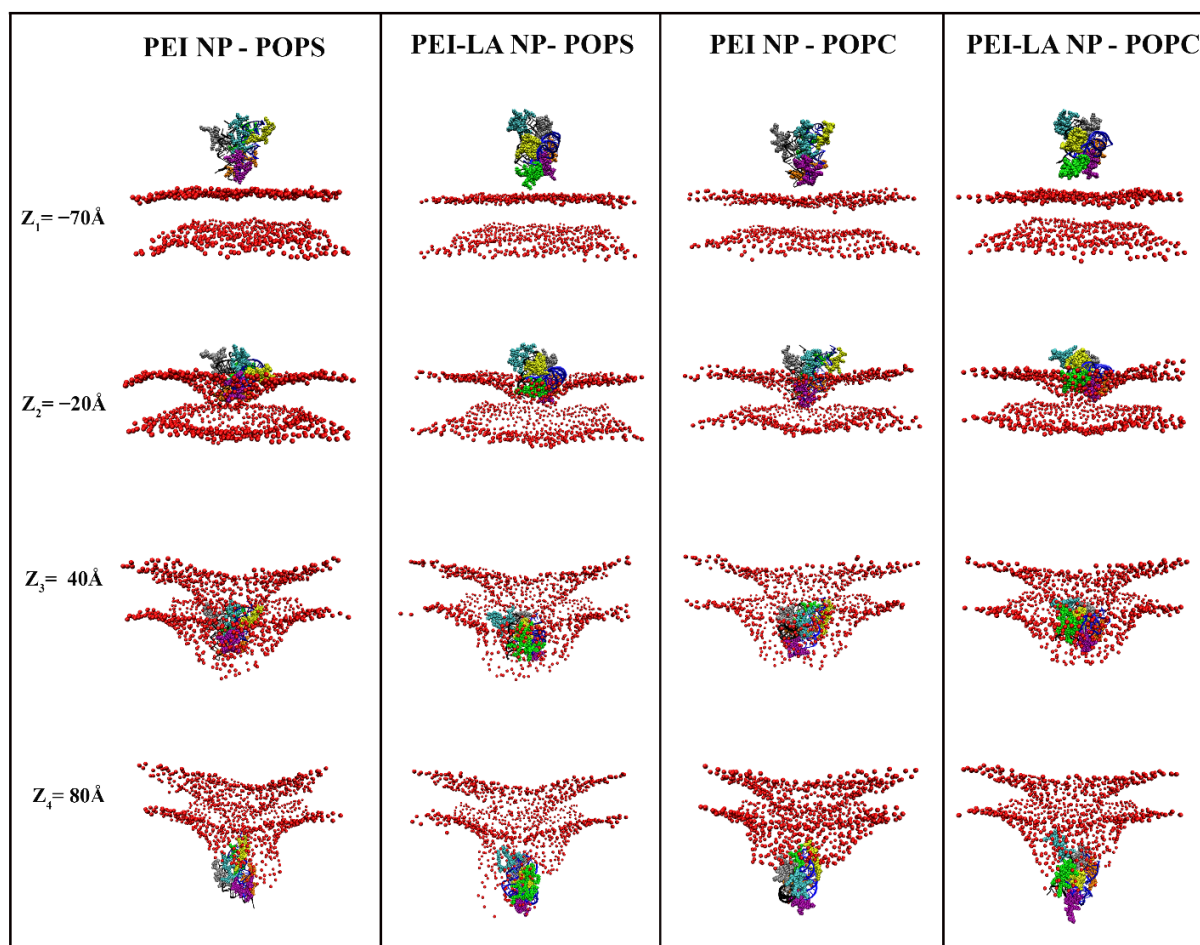 PEI NP - POPS
PEI-LA NP- POPS
PEI NP - POPC
PEI-LA NP - POPC
Z₁= −70Å
Z₂= −20Å
Z₃= 40Å
Z₄= 80Å